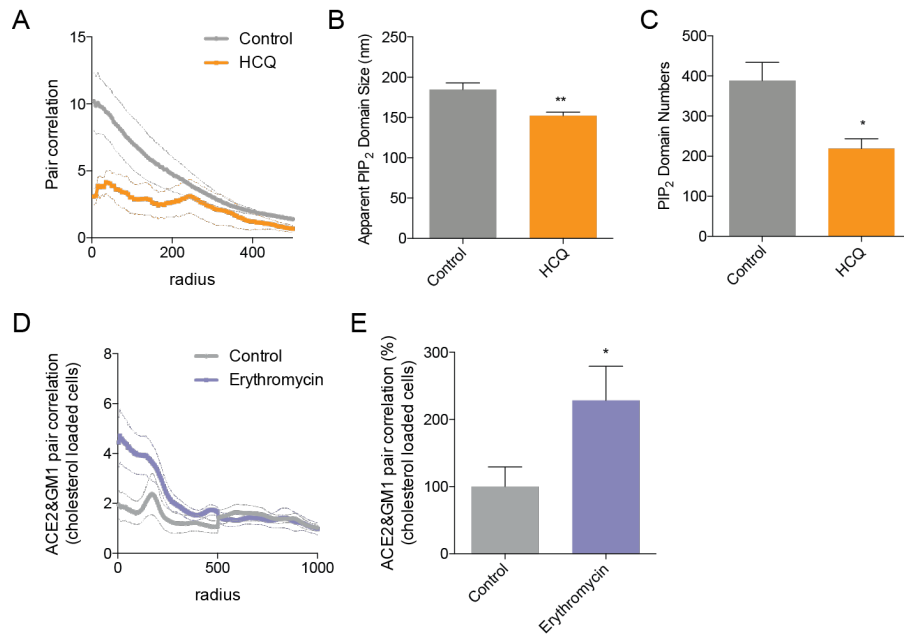 A
Pair correlation
15
10
5
0
0
200
400
radius
Control
HCQ
B
Apparent PIP2 Domain Size (nm)
250
200
150
100
50
0
**
Control
HCQ
C
PIP2 Domain Numbers
500
400
300
200
100
0
*
Control
HCQ
D
ACE2&GM1 pair correlation
(cholesterol loaded cells)
8
6
4
2
0
0
500
1000
radius
Control
Erythromycin
E
ACE2&GM1 pair correlation (%)
(cholesterol loaded cells)
300
200
100
0
*
Control
Erythromycin